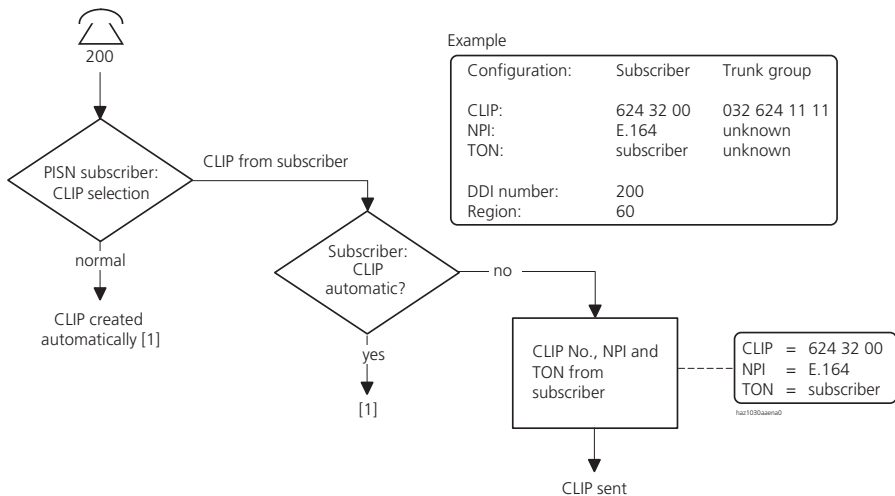 200
PISN subscriber:
CLIP selection
CLIP from subscriber
normal
CLIP created
automatically [1]
Subscriber:
CLIP
automatic?
no
yes
[1]
CLIP No., NPI and
TON from
subscriber
CLIP sent
Example
Configuration: Subscriber Trunk group
CLIP: 624 32 00 032 624 11 11
NPI: E.164 unknown
TON: subscriber unknown
DDI number: 200
Region: 60
CLIP = 624 32 00
NPI = E.164
TON = subscriber
haz1030aaena0